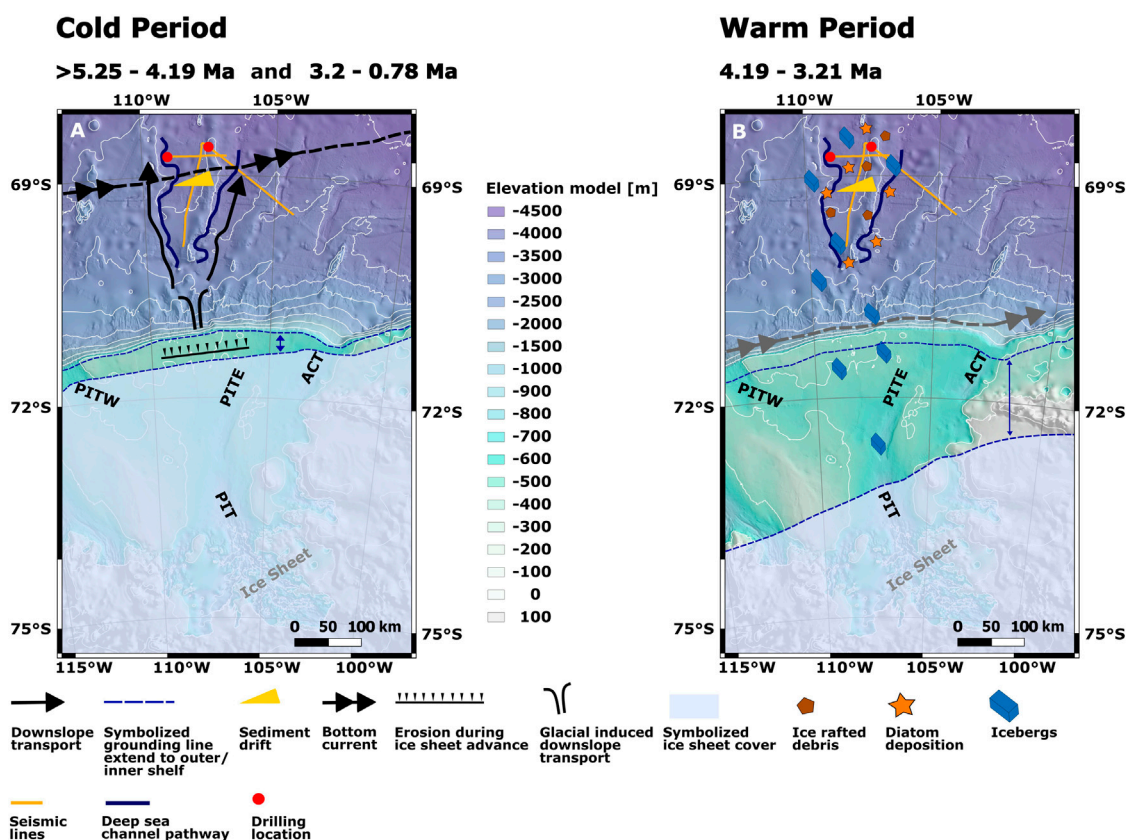 Cold Period
>5.25 - 4.19 Ma and 3.2 - 0.78 Ma
110°W 105°W
A
69°S 69°S
PITW
PITE
ACT
72°S 72°S
PIT
Ice Sheet
0 50 100 km
75°S 75°S
115°W 110°W 105°W 100°W
Elevation model [m]
-4500
-4000
-3500
-3000
-2500
-2000
-1500
-1000
-900
-800
-700
-600
-500
-400
-300
-200
-100
0
100
Warm Period
4.19 - 3.21 Ma
110°W 105°W
B
69°S 69°S
PITW
PITE
ACT
72°S 72°S
PIT
Ice Sheet
0 50 100 km
75°S 75°S
115°W 110°W 105°W 100°W
Downslope
transport
Symbolized
grounding line
extend to outer/
inner shelf
Sediment
drift
Bottom
current
Erosion during
ice sheet advance
Glacial induced
downslope
transport
Symbolized
ice sheet cover
Ice rafted
debris
Diatom
deposition
Icebergs
Seismic
lines
Deep sea
channel pathway
Drilling
location